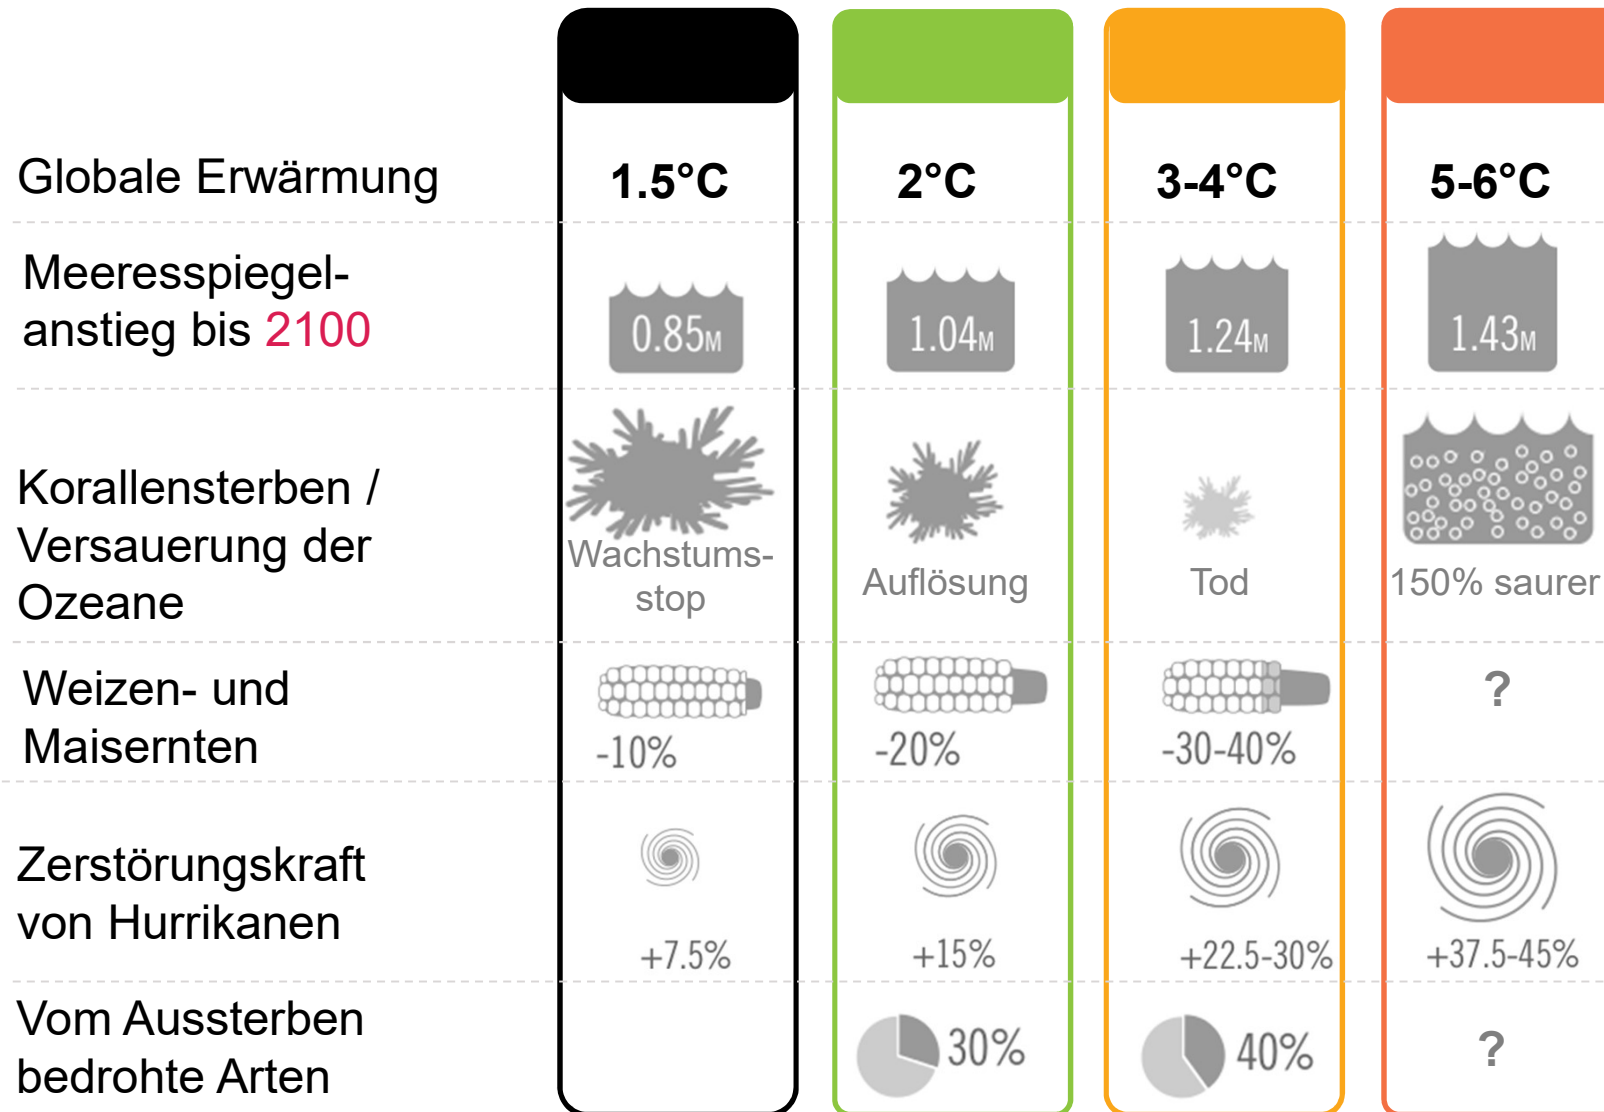 Globale Erwärmung 1.5°C 2°C 3-4°C 5-6°C
Meeresspiegel-
anstieg bis 2100
0.85M 1.04M 1.24M 1.43M
Korallensterben /
Versauerung der
Ozeane
Wachstums-
stop
Auflösung
Tod
150% saurer
Weizen- und
Maisernten
-10% -20% -30-40% ?
Zerstörungskraft
von Hurrikanen
+7.5% +15% +22.5-30% +37.5-45%
Vom Aussterben
bedrohte Arten
30% 40% ?